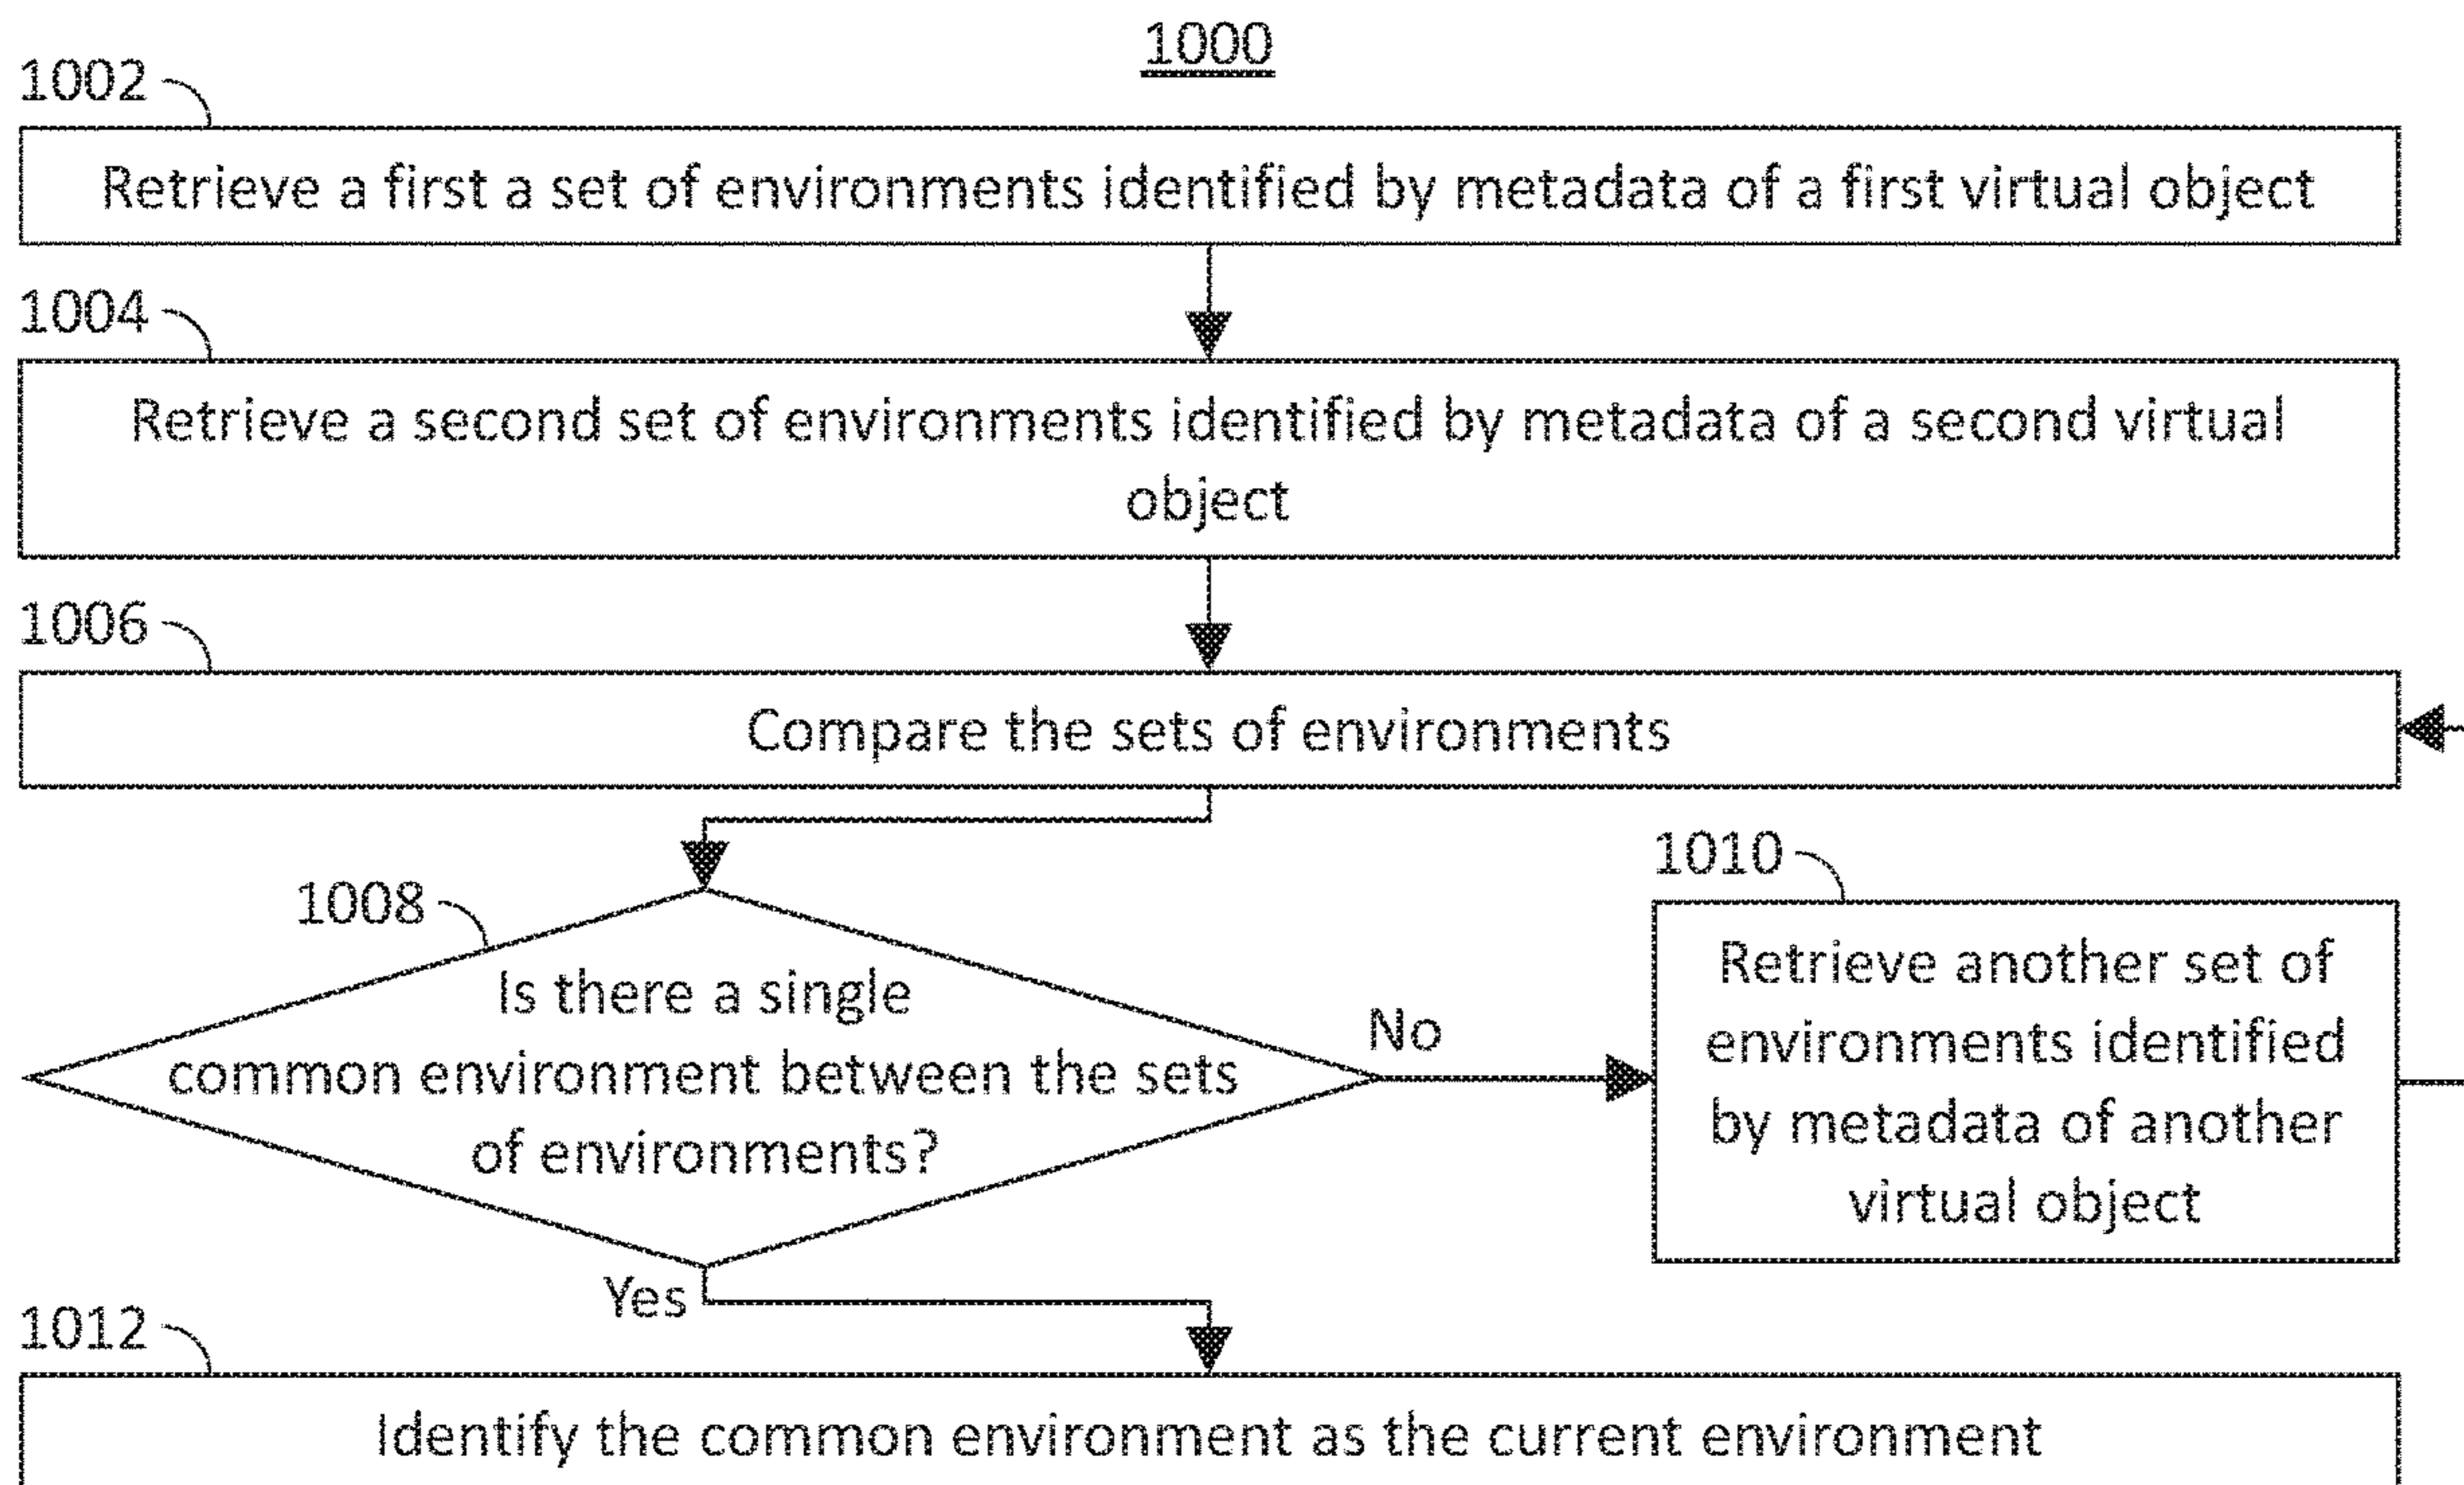 1000
1002
Retrieve a first a set of environments identified by metadata of a first virtual object
1004
Retrieve a second set of environments identified by metadata of a second virtual
object
1006
Compare the sets of environments
1008
Is there a single
common environment between the sets
of environments?
No
1010
Retrieve another set of
environments identified
by metadata of another
virtual object
Yes
1012
Identify the common environment as the current environment